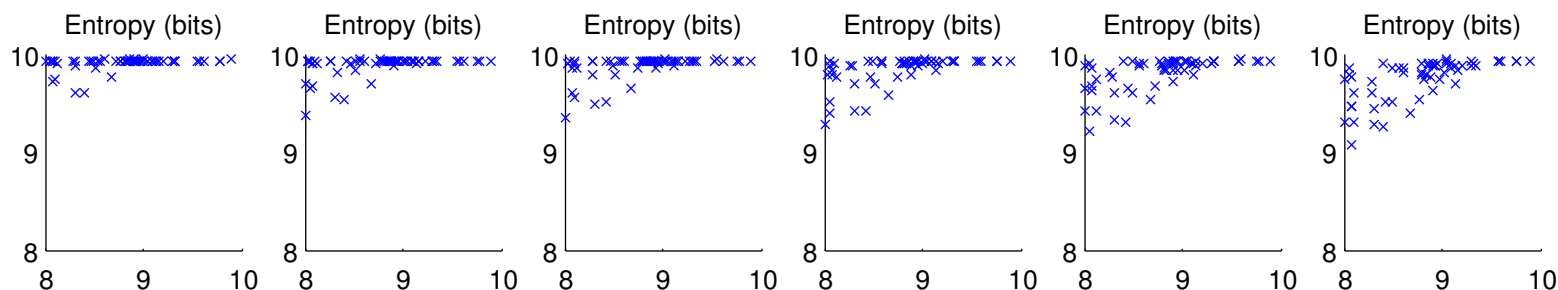 Entropy (bits) Entropy (bits) Entropy (bits) Entropy (bits) Entropy (bits) Entropy (bits)
10 10 10 10 10 10
9 9 9 9 9 9
8 8 8 8 8 8
8 9 10 8 9 10 8 9 10 8 9 10 8 9 10 8 9 10